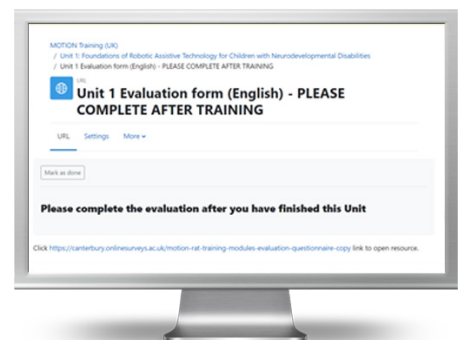 MOTION Training (UK)
/ Unit 1: Foundations of Robotic Assistive Technology for Children with Neurodevelopmental Disabilities
/ Unit 1 Evaluation form (English) - PLEASE COMPLETE AFTER TRAINING
URL
Unit 1 Evaluation form (English) - PLEASE
COMPLETE AFTER TRAINING
URL Settings More
Mark as done
Please complete the evaluation after you have finished this Unit
Click https://canterbury.onlinesurveys.ac.uk/motion-rat-training-modules-evaluation-questionnaire-copy link to open resource.